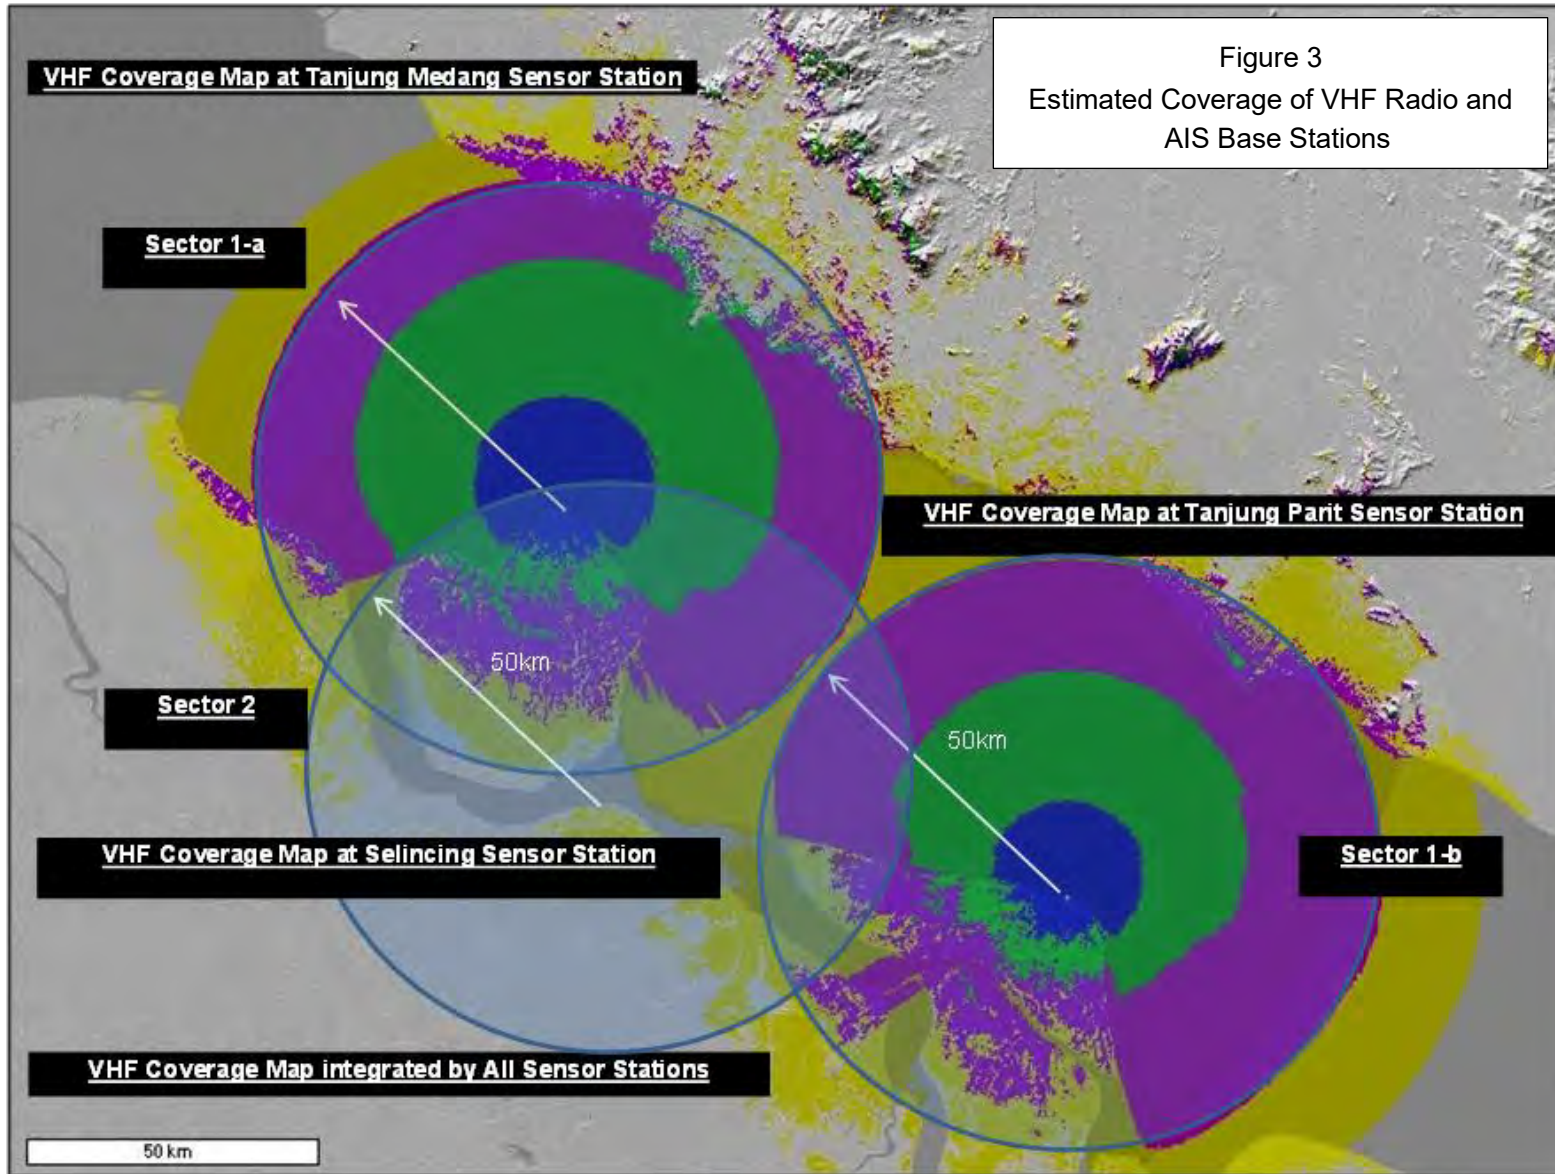 Figure 3
Estimated Coverage of VHF Radio and
AIS Base Stations
VHF Coverage Map at Tanjung Medang Sensor Station
Sector 1-a
VHF Coverage Map at Tanjung Parit Sensor Station
50km
Sector 2
50km
VHF Coverage Map at Selincing Sensor Station
Sector 1-b
VHF Coverage Map integrated by All Sensor Stations
50 km